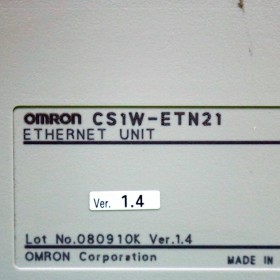 OMRON CS1W-ETN21
ETHERNET UNIT
Ver. 1.4
Lot No.080910K Ver.1.4
OMRON Corporation MADE IN